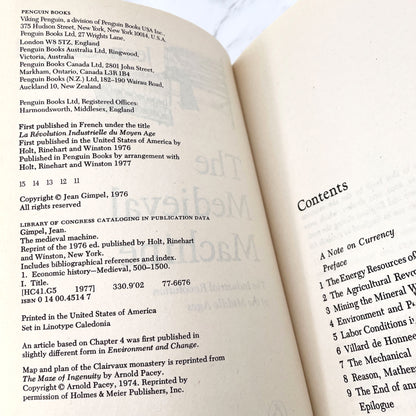 PENGUIN BOOKS
Viking Penguin, a division of Penguin Books USA Inc.
375 Hudson Street, New York, New York 10014, U.S.A.
Penguin Books Ltd, 27 Wrights Lane,
London W8 5TZ, England
Penguin Books Australia Ltd, Ringwood,
Victoria, Australia
Penguin Books Canada Ltd, 2801 John Street,
Markham, Ontario, Canada L3R 1B4
Penguin Books (N.Z.) Ltd, 182–190 Wairau Road,
Auckland 10, New Zealand
Penguin Books Ltd, Registered Offices:
Harmondsworth, Middlesex, England
First published in French under the title
La Révolution Industrielle du Moyen Age
First published in the United States of America by
Holt, Rinehart and Winston 1976
Published in Penguin Books by arrangement with
Holt, Rinehart and Winston 1977
15 14 13 12 11
Copyright © Jean Gimpel, 1976
All rights reserved
LIBRARY OF CONGRESS CATALOGING IN PUBLICATION DATA
Gimpel, Jean.
The medieval machine.
Reprint of the 1976 ed. published by Holt, Rinehart
and Winston, New York.
Includes bibliographical references and index.
1. Economic history—Medieval, 500–1500.
I. Title.
[HC41.G5 1977] 330.9'02 77-6676
ISBN 0 14 00.4514 7
Printed in the United States of America
Set in Linotype Caledonia
An article based on Chapter 4 was first published in
slightly different form in Environment and Change.
Map and plan of the Clairvaux monastery is reprinted from
The Maze of Ingenuity by Arnold Pacey.
Copyright © Arnold Pacey, 1974. Reprinted by
permission of Holmes & Meier Publishers, Inc.
Contents
A Note on Currency
Preface
1 The Energy Resources of
2 The Agricultural Revol
3 Mining the Mineral W
4 Environment and P
5 Labor Conditions i
6 Villard de Honnec
7 The Mechanical
8 Reason, Mathem
9 The End of an
Epilogue